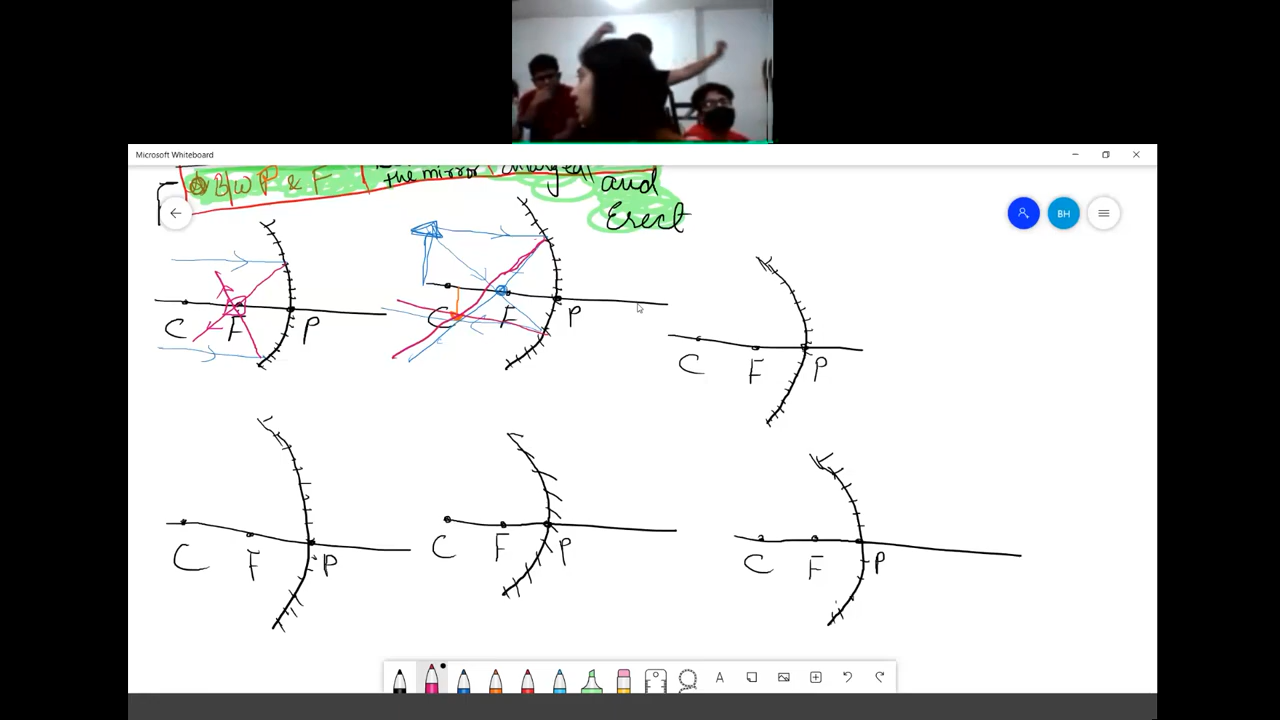 Microsoft Whiteboard
B/W P & F
the mirror
and
Erect
BH
C F P
C F P
C F P
C F P
C F P
C F P
A